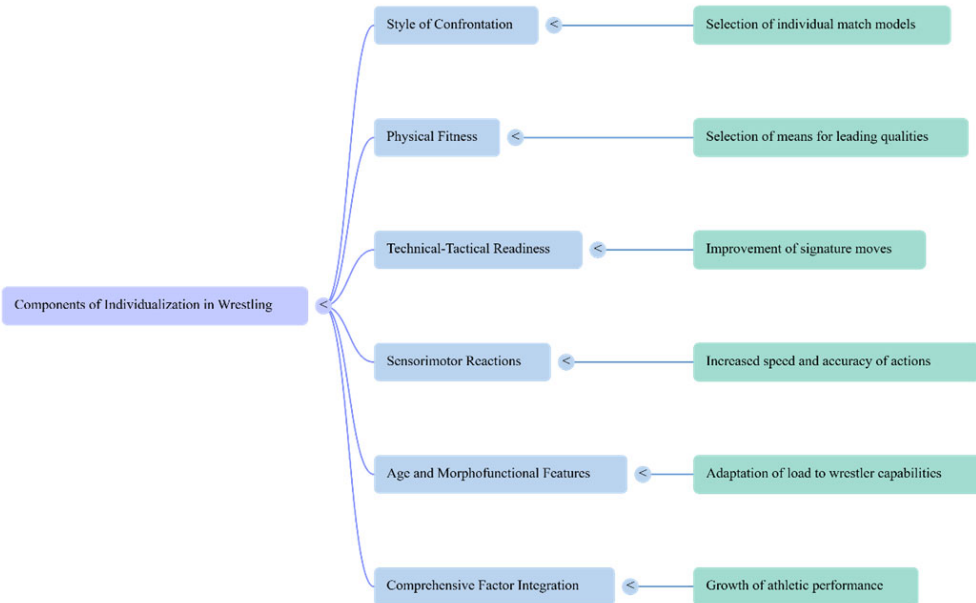 Style of Confrontation
Selection of individual match models
Physical Fitness
Selection of means for leading qualities
Technical-Tactical Readiness
Improvement of signature moves
Components of Individualization in Wrestling
Sensorimotor Reactions
Increased speed and accuracy of actions
Age and Morphofunctional Features
Adaptation of load to wrestler capabilities
Comprehensive Factor Integration
Growth of athletic performance